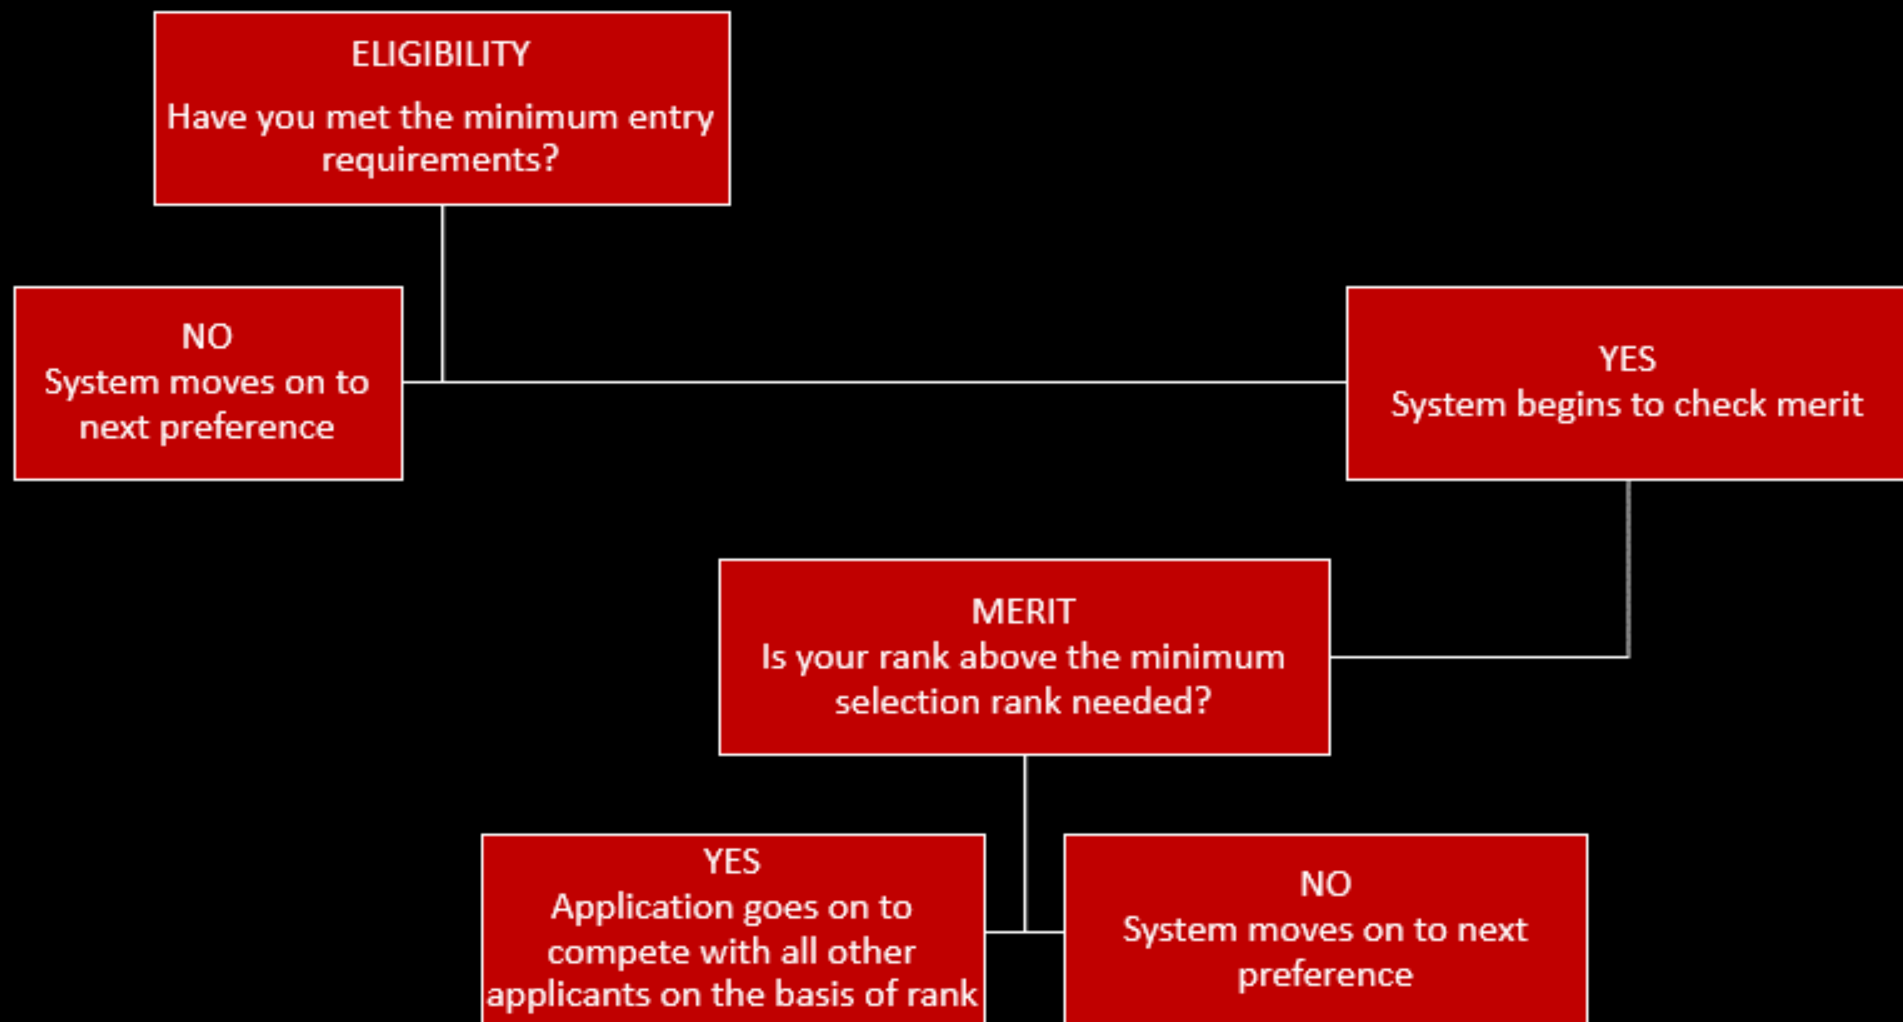 ELIGIBILITY
Have you met the minimum entry
requirements?
NO
System moves on to
next preference
YES
System begins to check merit
MERIT
Is your rank above the minimum
selection rank needed?
YES
Application goes on to
compete with all other
applicants on the basis of rank
NO
System moves on to next
preference